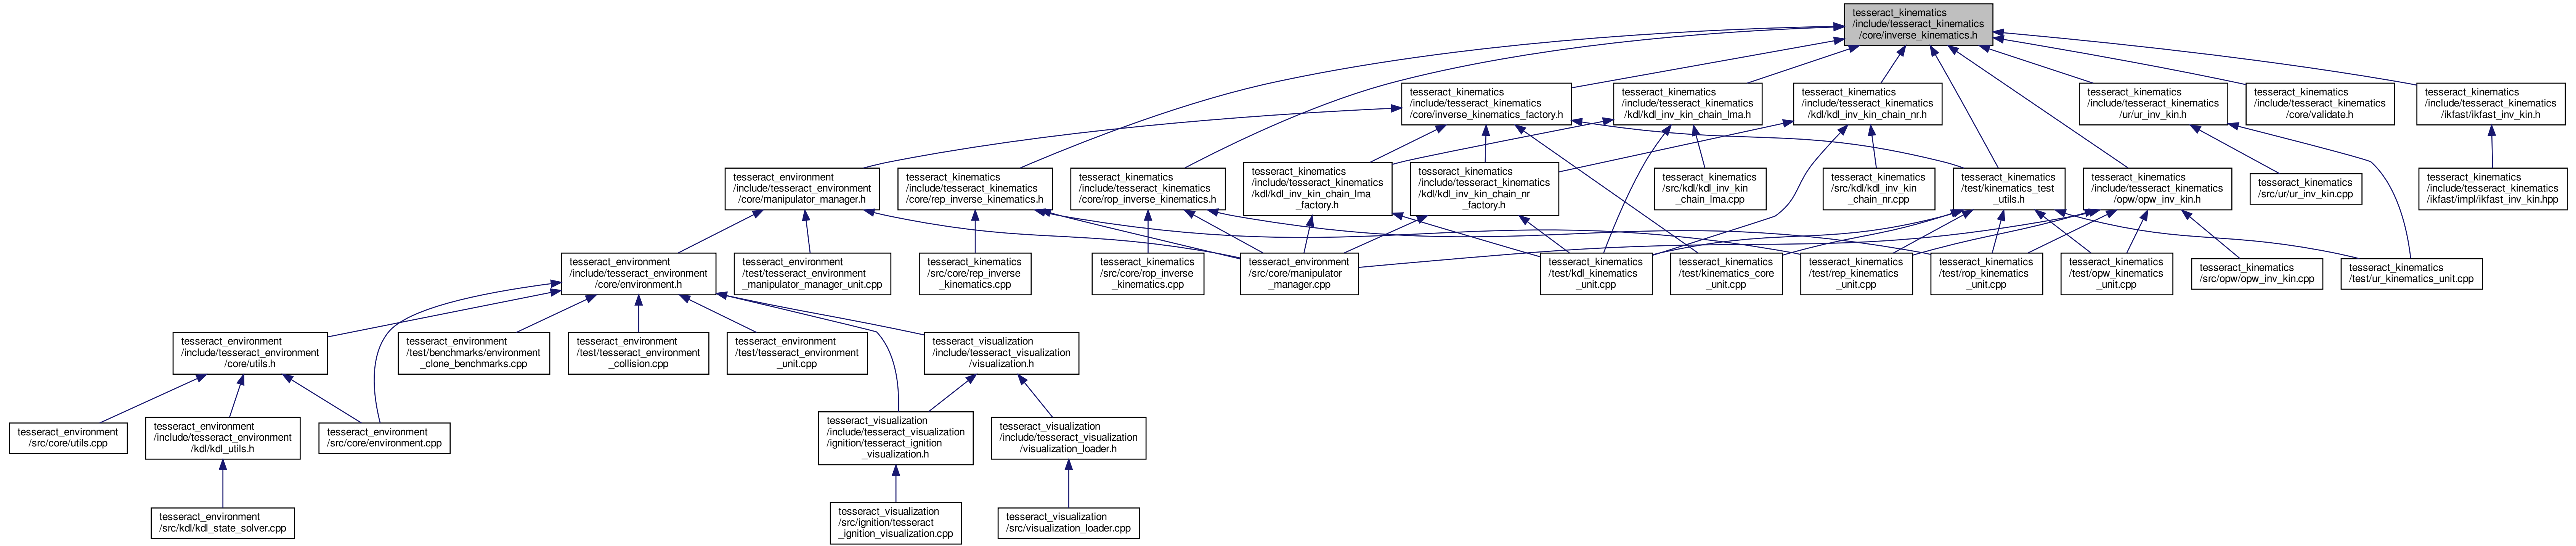 tesseract_kinematics
/include/tesseract_kinematics
/core/inverse_kinematics.h
tesseract_kinematics
/include/tesseract_kinematics
/core/inverse_kinematics_factory.h
tesseract_kinematics
/include/tesseract_kinematics
/kdl/kdl_inv_kin_chain_lma.h
tesseract_kinematics
/include/tesseract_kinematics
/kdl/kdl_inv_kin_chain_nr.h
tesseract_kinematics
/include/tesseract_kinematics
/ur/ur_inv_kin.h
tesseract_kinematics
/include/tesseract_kinematics
/core/validate.h
tesseract_kinematics
/include/tesseract_kinematics
/ikfast/ikfast_inv_kin.h
tesseract_environment
/include/tesseract_environment
/core/manipulator_manager.h
tesseract_kinematics
/include/tesseract_kinematics
/core/rep_inverse_kinematics.h
tesseract_kinematics
/include/tesseract_kinematics
/core/rop_inverse_kinematics.h
tesseract_kinematics
/include/tesseract_kinematics
/kdl/kdl_inv_kin_chain_lma
_factory.h
tesseract_kinematics
/include/tesseract_kinematics
/kdl/kdl_inv_kin_chain_nr
_factory.h
tesseract_kinematics
/src/kdl/kdl_inv_kin
_chain_lma.cpp
tesseract_kinematics
/src/kdl/kdl_inv_kin
_chain_nr.cpp
tesseract_kinematics
/test/kinematics_test
_utils.h
tesseract_kinematics
/include/tesseract_kinematics
/opw/opw_inv_kin.h
tesseract_kinematics
/src/ur/ur_inv_kin.cpp
tesseract_kinematics
/include/tesseract_kinematics
/ikfast/impl/ikfast_inv_kin.hpp
tesseract_environment
/include/tesseract_environment
/core/environment.h
tesseract_environment
/test/tesseract_environment
_manipulator_manager_unit.cpp
tesseract_kinematics
/src/core/rep_inverse
_kinematics.cpp
tesseract_kinematics
/src/core/rop_inverse
_kinematics.cpp
tesseract_environment
/src/core/manipulator
_manager.cpp
tesseract_kinematics
/test/kdl_kinematics
_unit.cpp
tesseract_kinematics
/test/kinematics_core
_unit.cpp
tesseract_kinematics
/test/rep_kinematics
_unit.cpp
tesseract_kinematics
/test/rop_kinematics
_unit.cpp
tesseract_kinematics
/test/opw_kinematics
_unit.cpp
tesseract_kinematics
/src/opw/opw_inv_kin.cpp
tesseract_kinematics
/test/ur_kinematics_unit.cpp
tesseract_environment
/include/tesseract_environment
/core/utils.h
tesseract_environment
/test/benchmarks/environment
_clone_benchmarks.cpp
tesseract_environment
/test/tesseract_environment
_collision.cpp
tesseract_environment
/test/tesseract_environment
_unit.cpp
tesseract_visualization
/include/tesseract_visualization
/visualization.h
tesseract_environment
/src/core/utils.cpp
tesseract_environment
/include/tesseract_environment
/kdl/kdl_utils.h
tesseract_environment
/src/core/environment.cpp
tesseract_visualization
/include/tesseract_visualization
/ignition/tesseract_ignition
_visualization.h
tesseract_visualization
/include/tesseract_visualization
/visualization_loader.h
tesseract_environment
/src/kdl/kdl_state_solver.cpp
tesseract_visualization
/src/ignition/tesseract
_ignition_visualization.cpp
tesseract_visualization
/src/visualization_loader.cpp